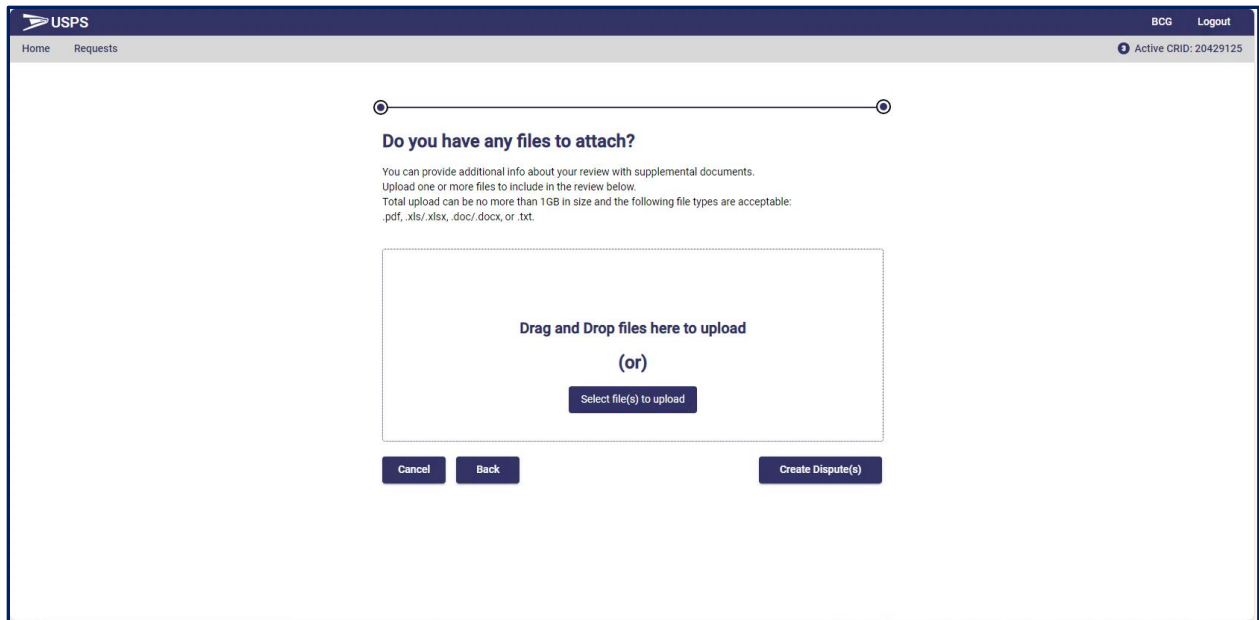 USPS
BCG Logout
Home Requests
3 Active CRID: 20429125
Do you have any files to attach?
You can provide additional info about your review with supplemental documents.
Upload one or more files to include in the review below.
Total upload can be no more than 1GB in size and the following file types are acceptable:
.pdf, .xls/.xlsx, .doc/.docx, or .txt.
Drag and Drop files here to upload
(or)
Select file(s) to upload
Cancel Back Create Dispute(s)